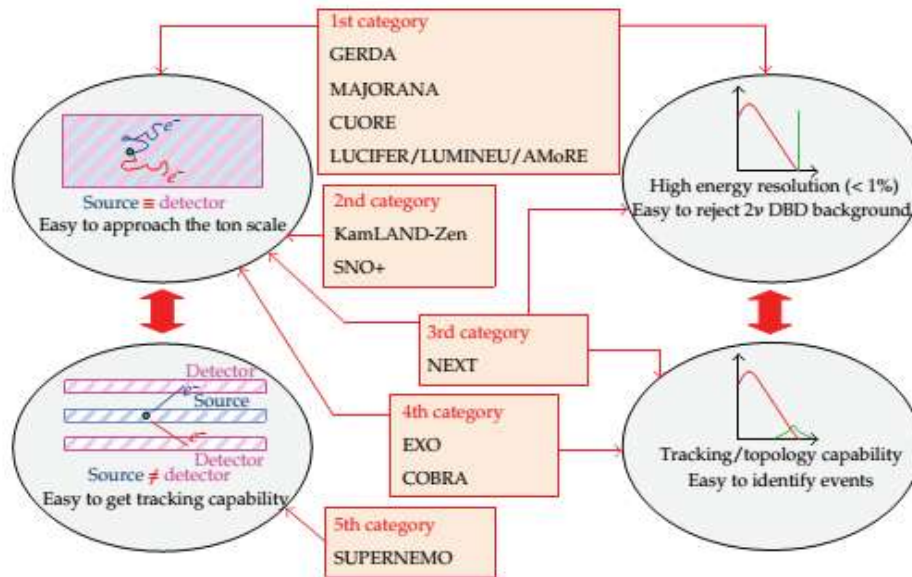 1st category
GERDA
MAJORANA
CUORE
LUCIFER/LUMINEU/AMoRE
e-
e-
Source ≡ detector
Easy to approach the ton scale
High energy resolution (< 1%)
Easy to reject 2ν DBD background
2nd category
KamLAND-Zen
SNO+
3rd category
NEXT
Detector
e-
Source
e-
Detector
Source ≠ detector
Easy to get tracking capability
4th category
EXO
COBRA
Tracking/topology capability
Easy to identify events
5th category
SUPERNEMO